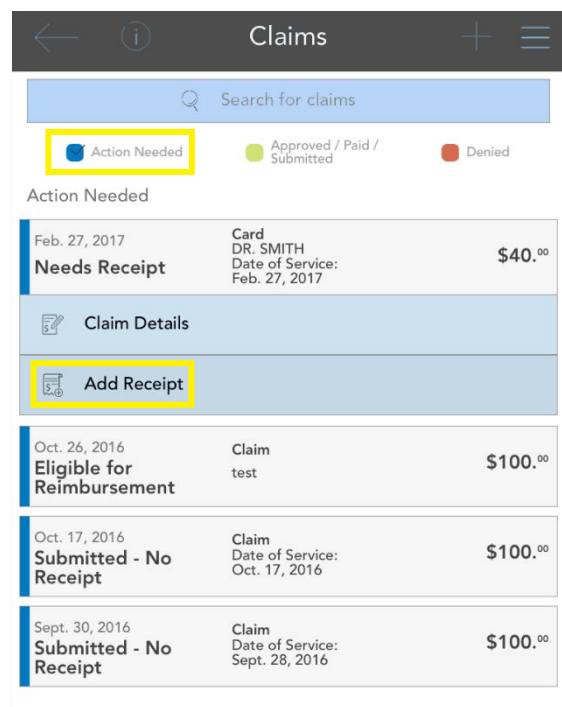 Claims
Search for claims
Action Needed
Approved / Paid /
Submitted
Denied
Action Needed
Feb. 27, 2017
Needs Receipt
Card
DR. SMITH
Date of Service:
Feb. 27, 2017
$40.00
Claim Details
Add Receipt
Oct. 26, 2016
Eligible for
Reimbursement
Claim
test
$100.00
Oct. 17, 2016
Submitted - No
Receipt
Claim
Date of Service:
Oct. 17, 2016
$100.00
Sept. 30, 2016
Submitted - No
Receipt
Claim
Date of Service:
Sept. 28, 2016
$100.00